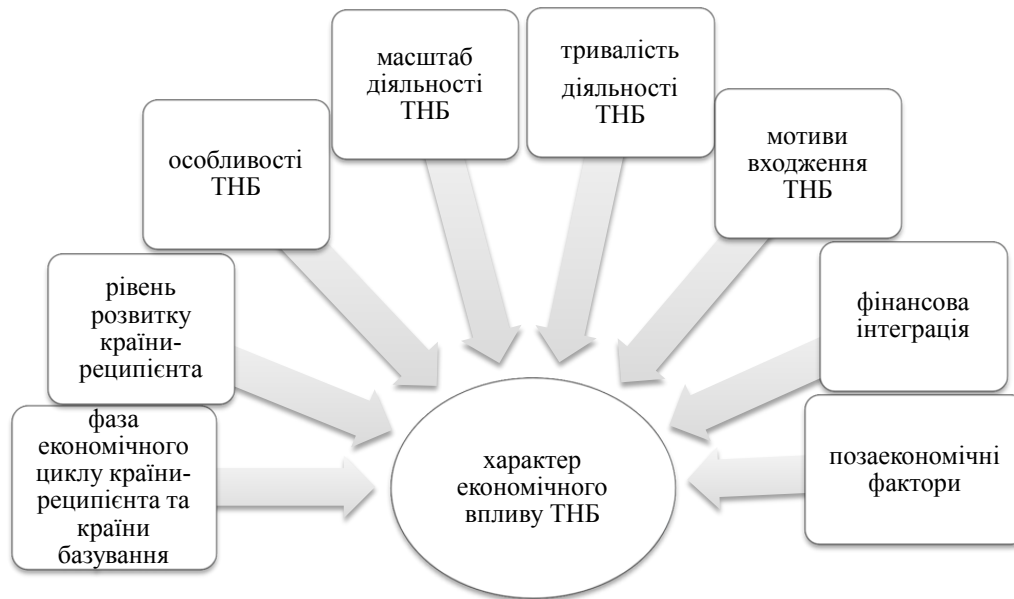 фаза
економічного
циклу країни-
реципієнта та
країни
базування
рівень
розвитку
країни-
реципієнта
особливості
ТНБ
масштаб
діяльності
ТНБ
тривалість
діяльності
ТНБ
мотиви
входження
ТНБ
фінансова
інтеграція
позаекономічні
фактори
характер
економічного
впливу ТНБ